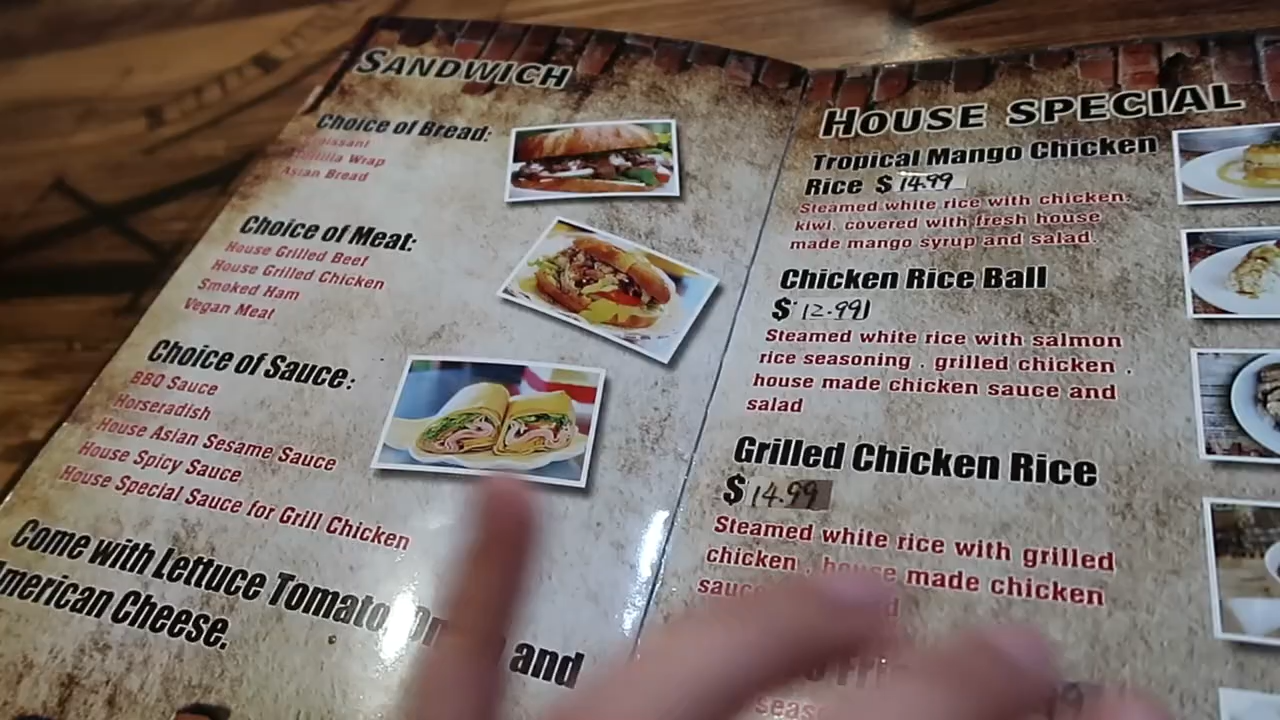 SANDWICH
Choice of Bread:
Tortilla Wrap
Asian Bread
Choice of Meat:
House Grilled Beef
House Grilled Chicken
Smoked Ham
Vegan Meat
Choice of Sauce:
BBQ Sauce
Horseradish
House Asian Sesame Sauce
House Spicy Sauce
House Special Sauce for Grill Chicken
Come with Lettuce Tomato and
American Cheese.
HOUSE SPECIAL
Tropical Mango Chicken
Rice $ 14.99
Steamed white rice with chicken,
kiwi, covered with fresh house
made mango syrup and salad.
Chicken Rice Ball
$ 12.99
Steamed white rice with salmon
rice seasoning , grilled chicken ,
house made chicken sauce and
salad
Grilled Chicken Rice
$ 14.99
Steamed white rice with grilled
chicken , house made chicken